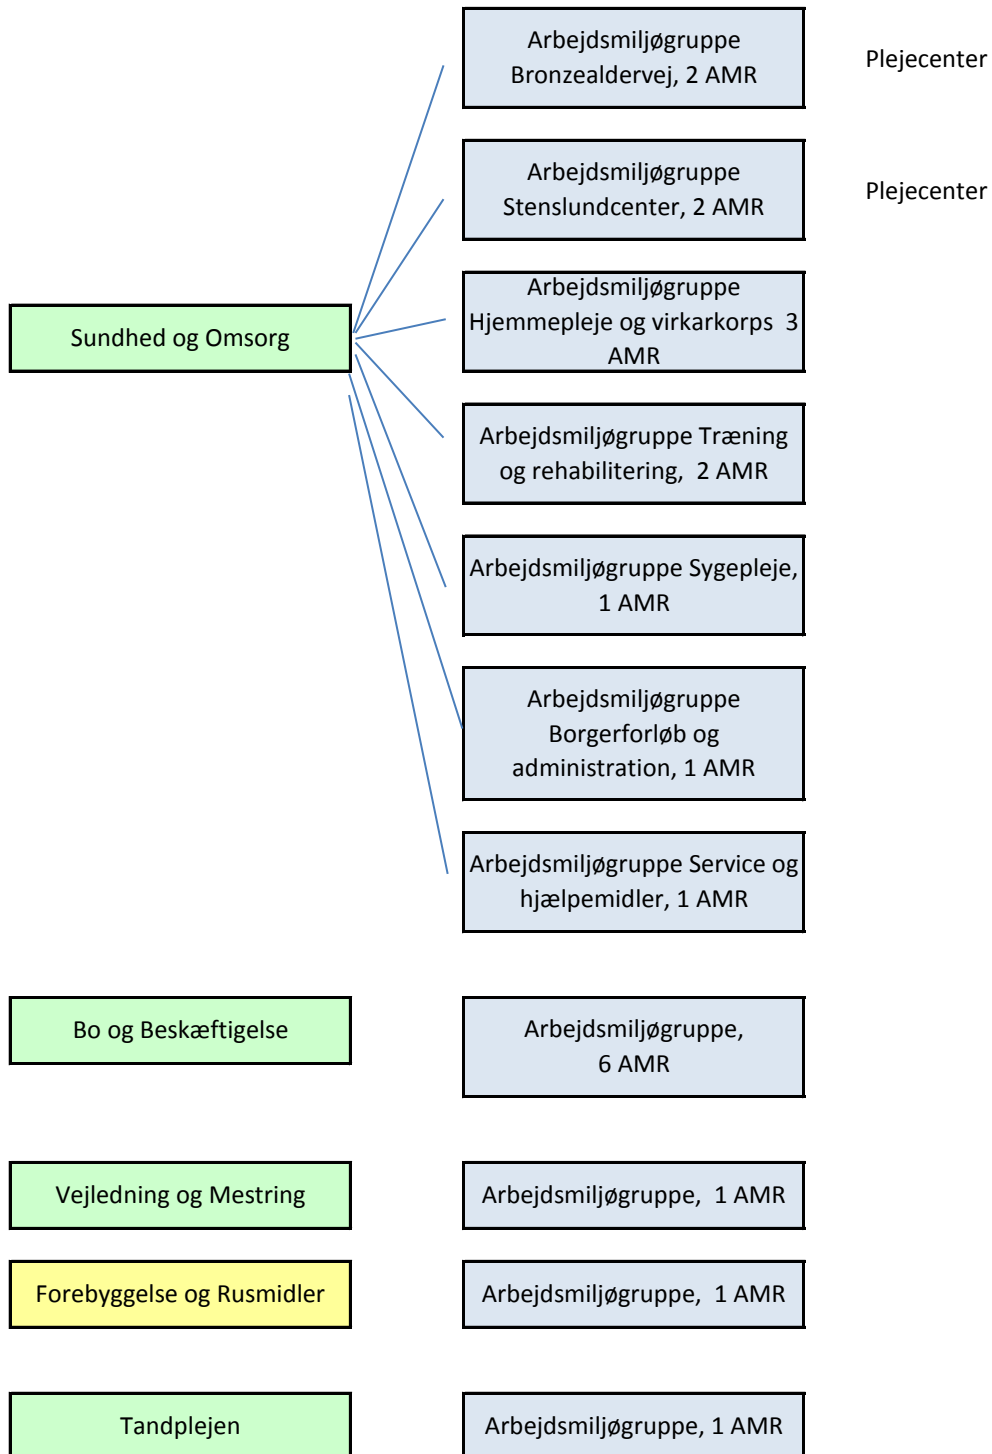 Arbejdsmiljøgruppe
Bronzealdervej, 2 AMR
Plejecenter
Arbejdsmiljøgruppe
Stenslundcenter, 2 AMR
Plejecenter
Sundhed og Omsorg
Arbejdsmiljøgruppe
Hjemmepleje og virkarkorps  3
AMR
Arbejdsmiljøgruppe Træning
og rehabilitering,  2 AMR
Arbejdsmiljøgruppe Sygepleje,
1 AMR
Arbejdsmiljøgruppe
Borgerforløb og
administration, 1 AMR
Arbejdsmiljøgruppe Service og
hjælpemidler, 1 AMR
Bo og Beskæftigelse
Arbejdsmiljøgruppe,
6 AMR
Vejledning og Mestring
Arbejdsmiljøgruppe,  1 AMR
Forebyggelse og Rusmidler
Arbejdsmiljøgruppe,  1 AMR
Tandplejen
Arbejdsmiljøgruppe, 1 AMR